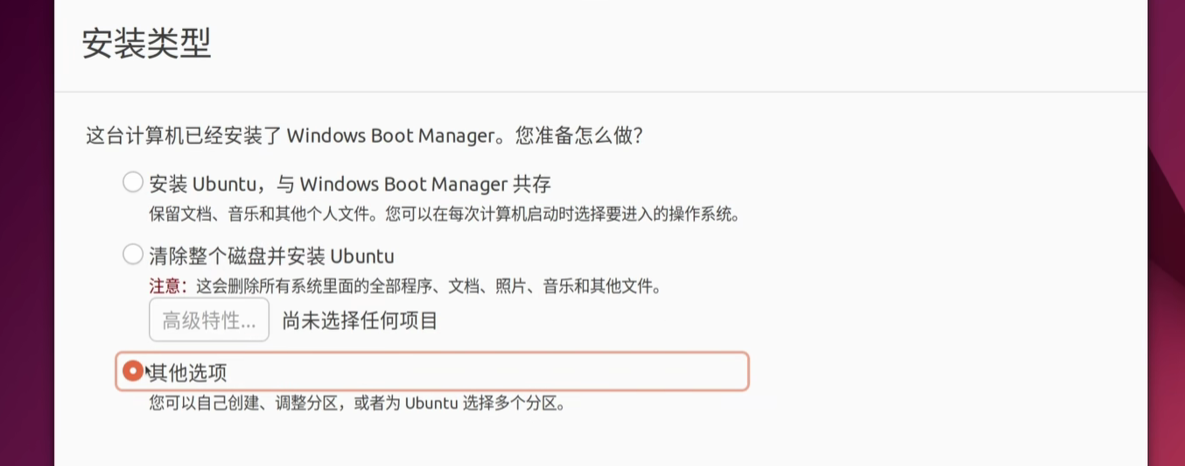 安装类型
这台计算机已经安装了 Windows Boot Manager。您准备怎么做？
安装 Ubuntu，与 Windows Boot Manager 共存
保留文档、音乐和其他个人文件。您可以在每次计算机启动时选择要进入的操作系统。
清除整个磁盘并安装 Ubuntu
注意：这会删除所有系统里面的全部程序、文档、照片、音乐和其他文件。
高级特性... 尚未选择任何项目
其他选项
您可以自己创建、调整分区，或者为 Ubuntu 选择多个分区。